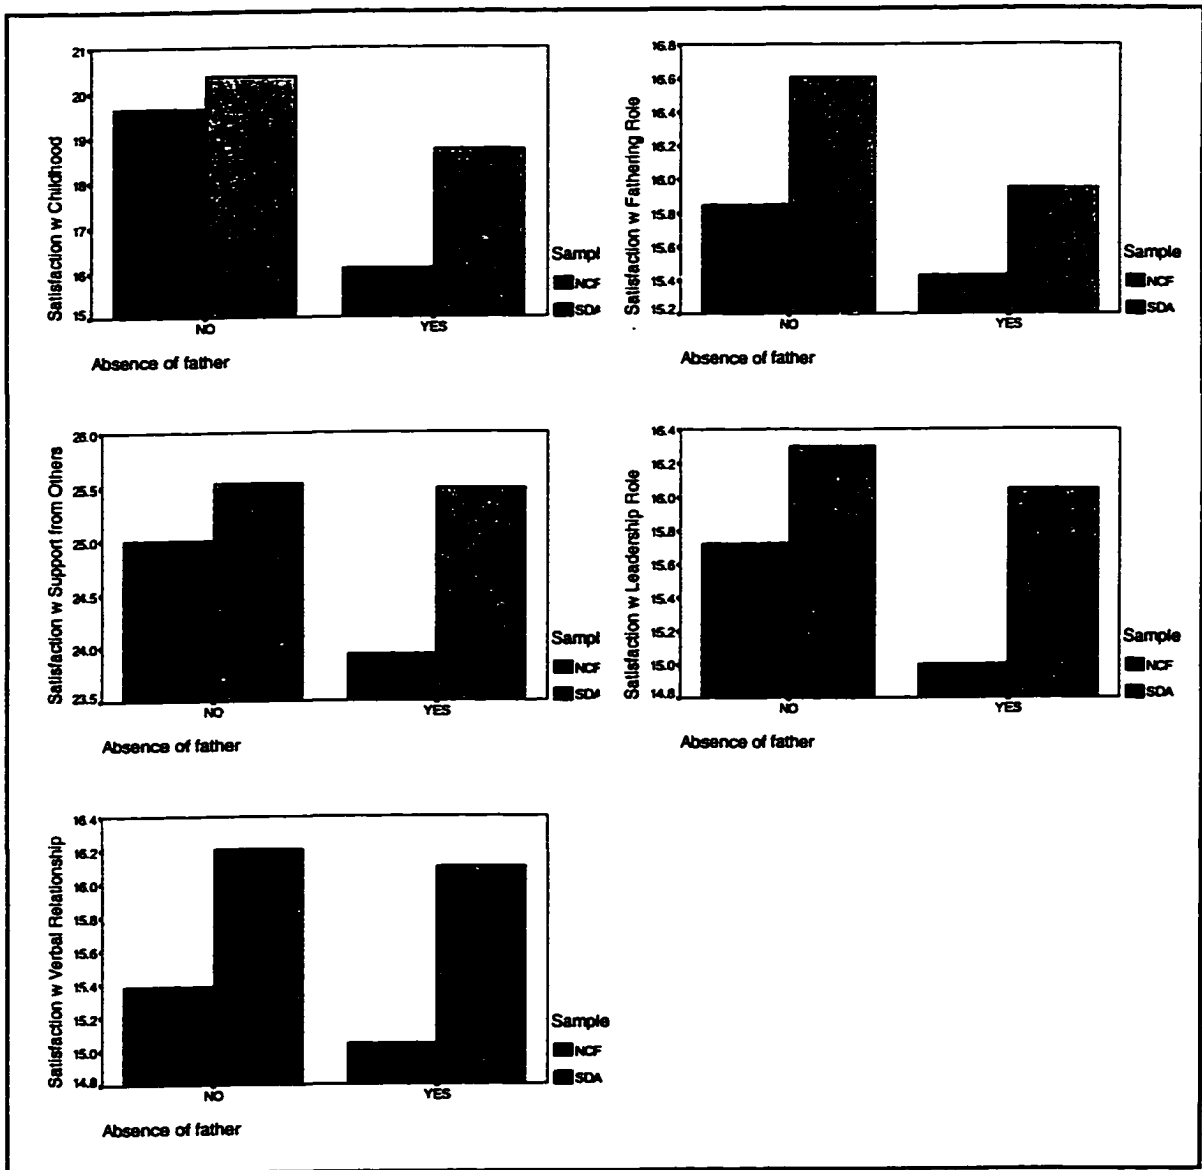 Satisfaction w Childhood
21
20
19
18
17
16
15
NO
YES
Absence of father
Sampl
NCF
SDA
Satisfaction w Fathering Role
16.8
16.6
16.4
16.2
16.0
15.8
15.6
15.4
15.2
NO
YES
Absence of father
Sample
NCF
SDA
Satisfaction w Support from Others
26.0
25.5
25.0
24.5
24.0
23.5
NO
YES
Absence of father
Sampl
NCF
SDA
Satisfaction w Leadership Role
16.4
16.2
16.0
15.8
15.6
15.4
15.2
15.0
14.8
NO
YES
Absence of father
Sample
NCF
SDA
Satisfaction w Verbal Relationship
16.4
16.2
16.0
15.8
15.6
15.4
15.2
15.0
14.8
NO
YES
Absence of father
Sample
NCF
SDA